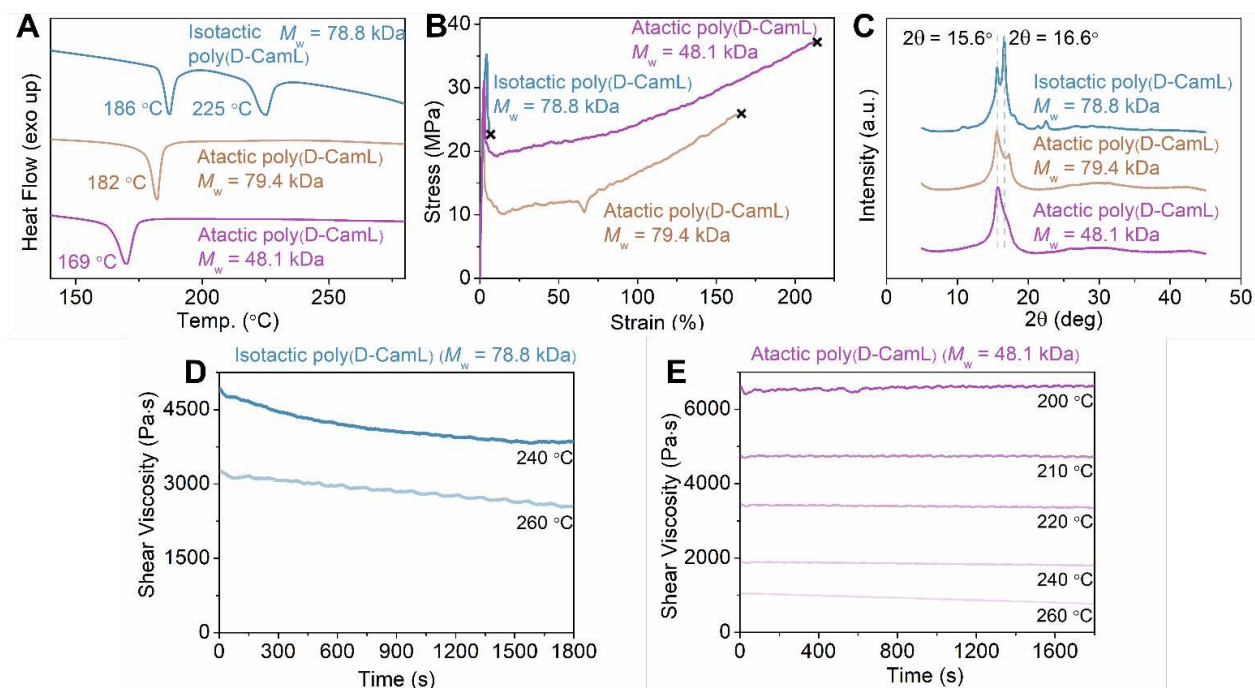 A
Isotactic Mw = 78.8 kDa
poly(D-CamL)
186 °C
225 °C
Atactic poly(D-CamL)
182 °C
Mw = 79.4 kDa
Atactic poly(D-CamL)
169 °C
Mw = 48.1 kDa
150
200
250
Temp. (°C)
Heat Flow (exo up)
B
Atactic poly(D-CamL)
Mw = 48.1 kDa
Isotactic poly(D-CamL)
Mw = 78.8 kDa
Atactic poly(D-CamL)
Mw = 79.4 kDa
40
30
20
10
0
0
50
100
150
200
Strain (%)
Stress (MPa)
C
2θ = 15.6°
2θ = 16.6°
Isotactic poly(D-CamL)
Mw = 78.8 kDa
Atactic poly(D-CamL)
Mw = 79.4 kDa
Atactic poly(D-CamL)
Mw = 48.1 kDa
0
10
20
30
40
50
2θ (deg)
Intensity (a.u.)
D
Isotactic poly(D-CamL) (Mw = 78.8 kDa)
4500
3000
1500
0
240 °C
260 °C
0
300
600
900
1200
1500
1800
Time (s)
Shear Viscosity (Pa·s)
E
Atactic poly(D-CamL) (Mw = 48.1 kDa)
6000
4000
2000
0
200 °C
210 °C
220 °C
240 °C
260 °C
0
400
800
1200
1600
Time (s)
Shear Viscosity (Pa·s)